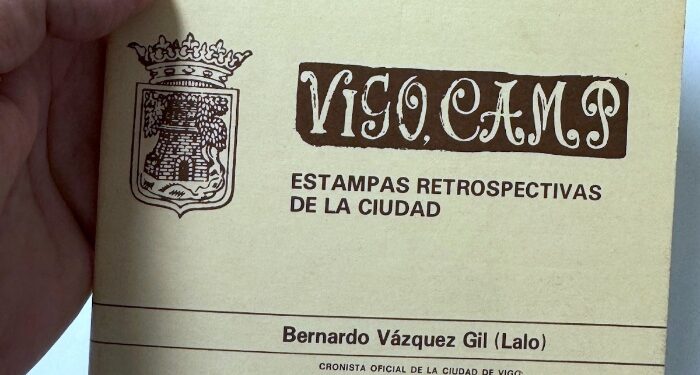 VIGO, CAMP
ESTAMPAS RETROSPECTIVAS
DE LA CIUDAD
Bernardo Vázquez Gil (Lalo)
CRONISTA OFICIAL DE LA CIUDAD DE VIGO